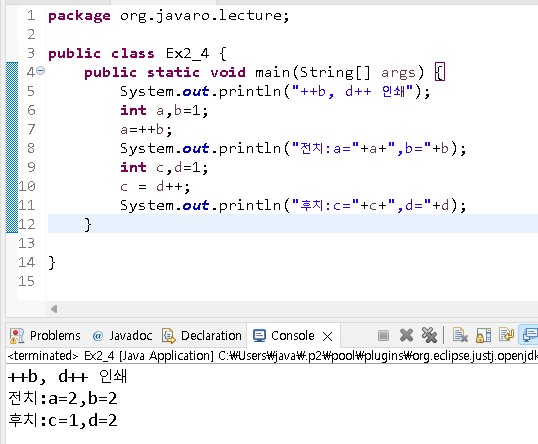 1 package org.javaro.lecture;
2
3 public class Ex2_4 {
4     public static void main(String[] args) {
5         System.out.println("++b, d++ 인쇄");
6         int a,b=1;
7         a=++b;
8         System.out.println("전치:a="+a+",b="+b);
9         int c,d=1;
10         c = d++;
11         System.out.println("후치:c="+c+",d="+d);
12     }
13
14 }
15
Problems @ Javadoc Declaration Console
<terminated> Ex2_4 [Java Application] C:₩Users₩java₩.p2₩pool₩plugins₩org.eclipse.justj.openjdk
++b, d++ 인쇄
전치:a=2,b=2
후치:c=1,d=2